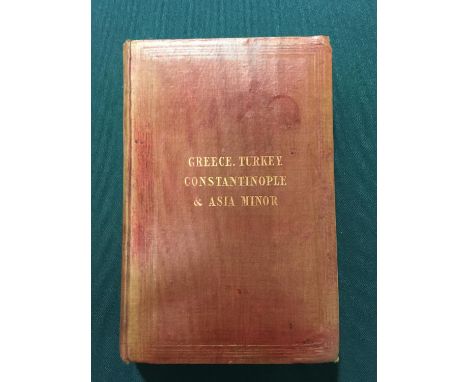 GREECE. TURKEY
CONSTANTINOPLE
& ASIA MINOR